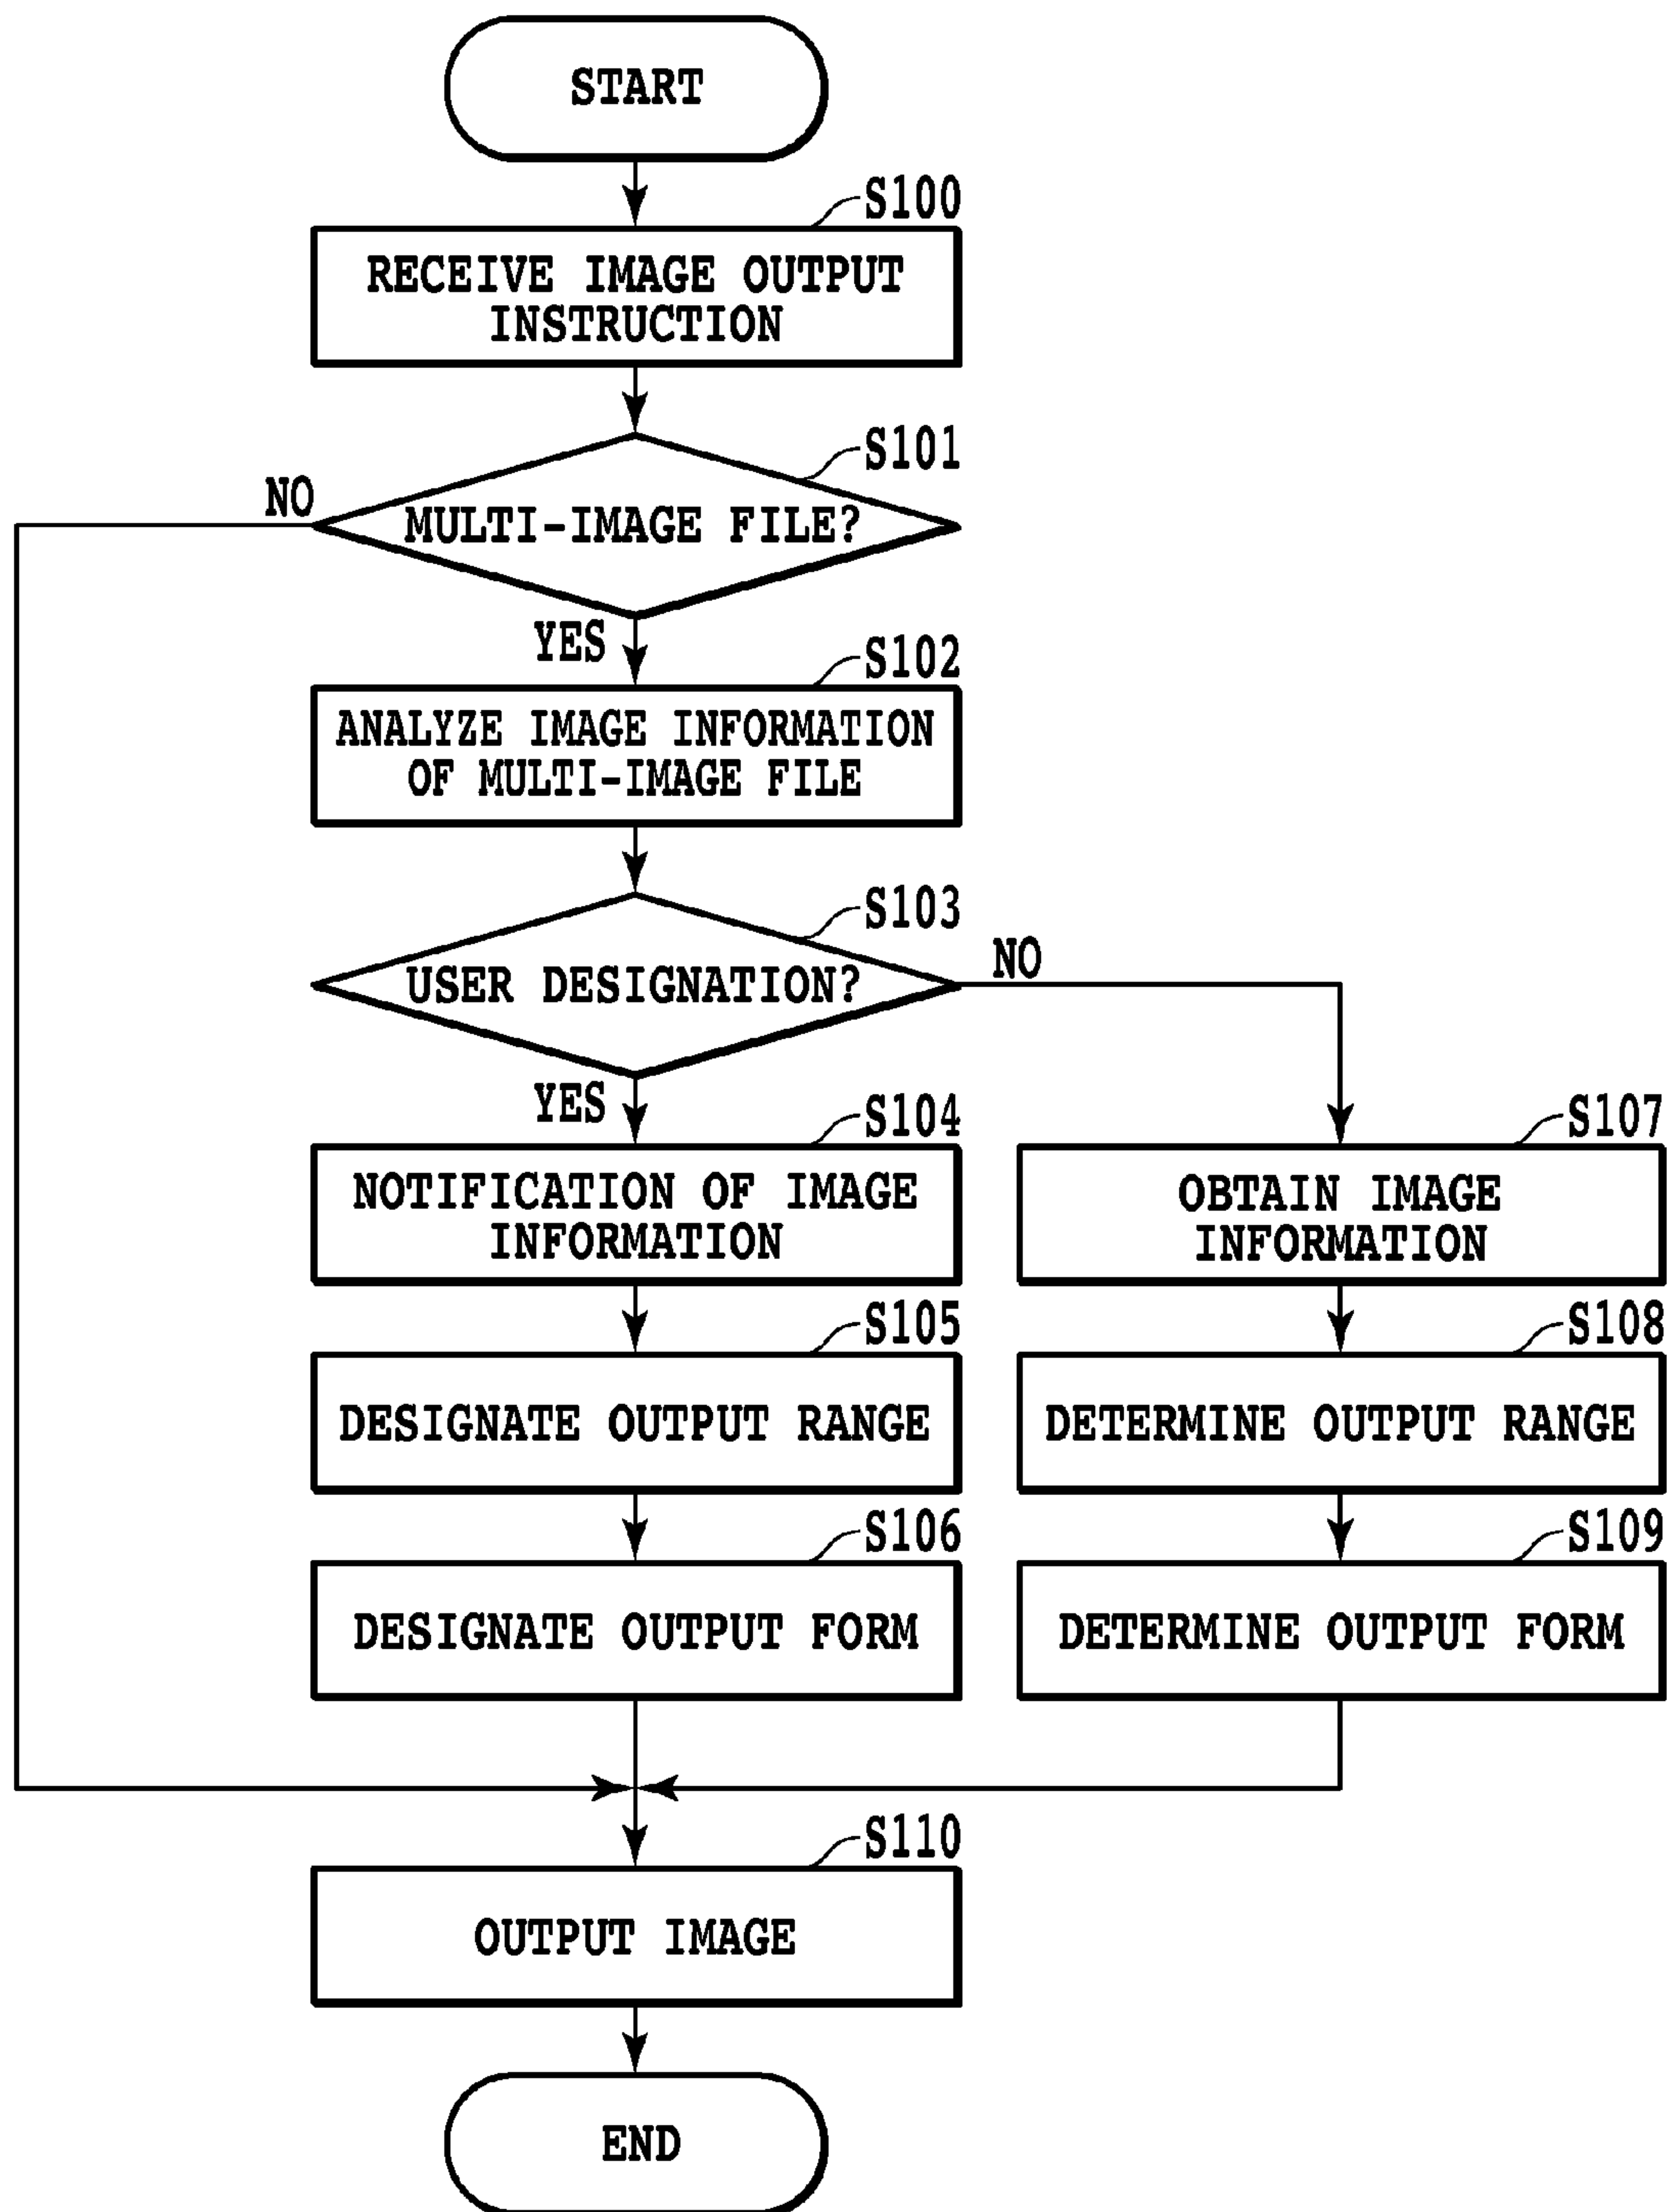 START
S100
RECEIVE IMAGE OUTPUT
INSTRUCTION
S101
NO
MULTI-IMAGE FILE?
YES
S102
ANALYZE IMAGE INFORMATION
OF MULTI-IMAGE FILE
S103
NO
USER DESIGNATION?
YES
S104
NOTIFICATION OF IMAGE
INFORMATION
S107
OBTAIN IMAGE
INFORMATION
S105
DESIGNATE OUTPUT RANGE
S108
DETERMINE OUTPUT RANGE
S106
DESIGNATE OUTPUT FORM
S109
DETERMINE OUTPUT FORM
S110
OUTPUT IMAGE
END